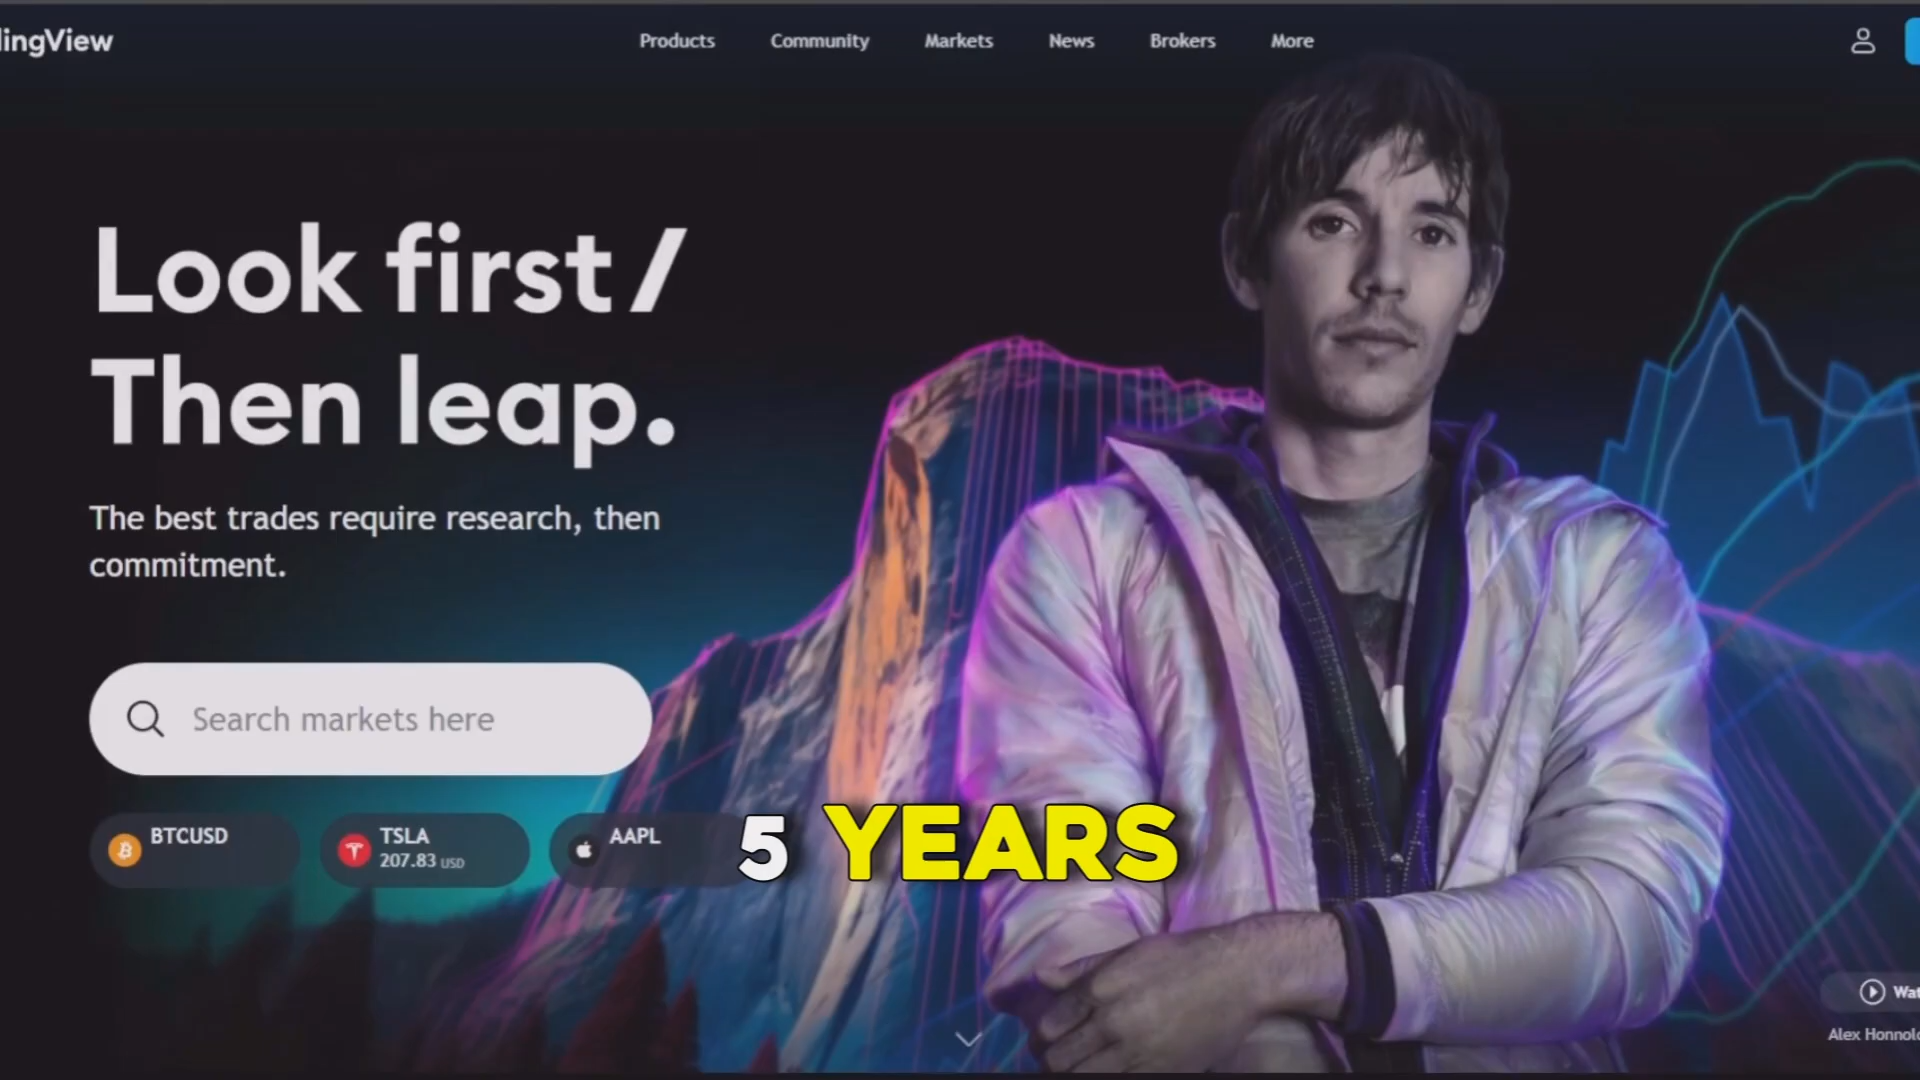 lingView
Products Community Markets News Brokers More
Look first /
Then leap.
The best trades require research, then
commitment.
Search markets here
BTCUSD
TSLA
207.83 USD
AAPL
5 YEARS
Wat
Alex Honnol